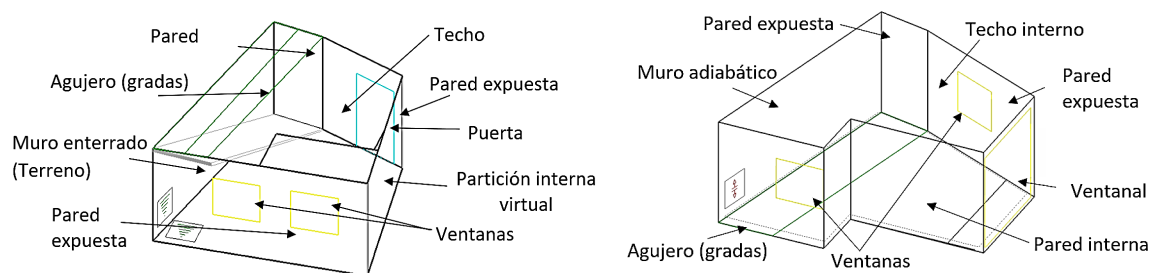 Pared
Techo
Agujero (gradas)
Pared expuesta
Puerta
Muro enterrado
(Terreno)
Partición interna
virtual
Pared
expuesta
Ventanas
Pared expuesta
Techo interno
Muro adiabático
Pared
expuesta
Ventanal
Pared interna
Agujero (gradas)
Ventanas